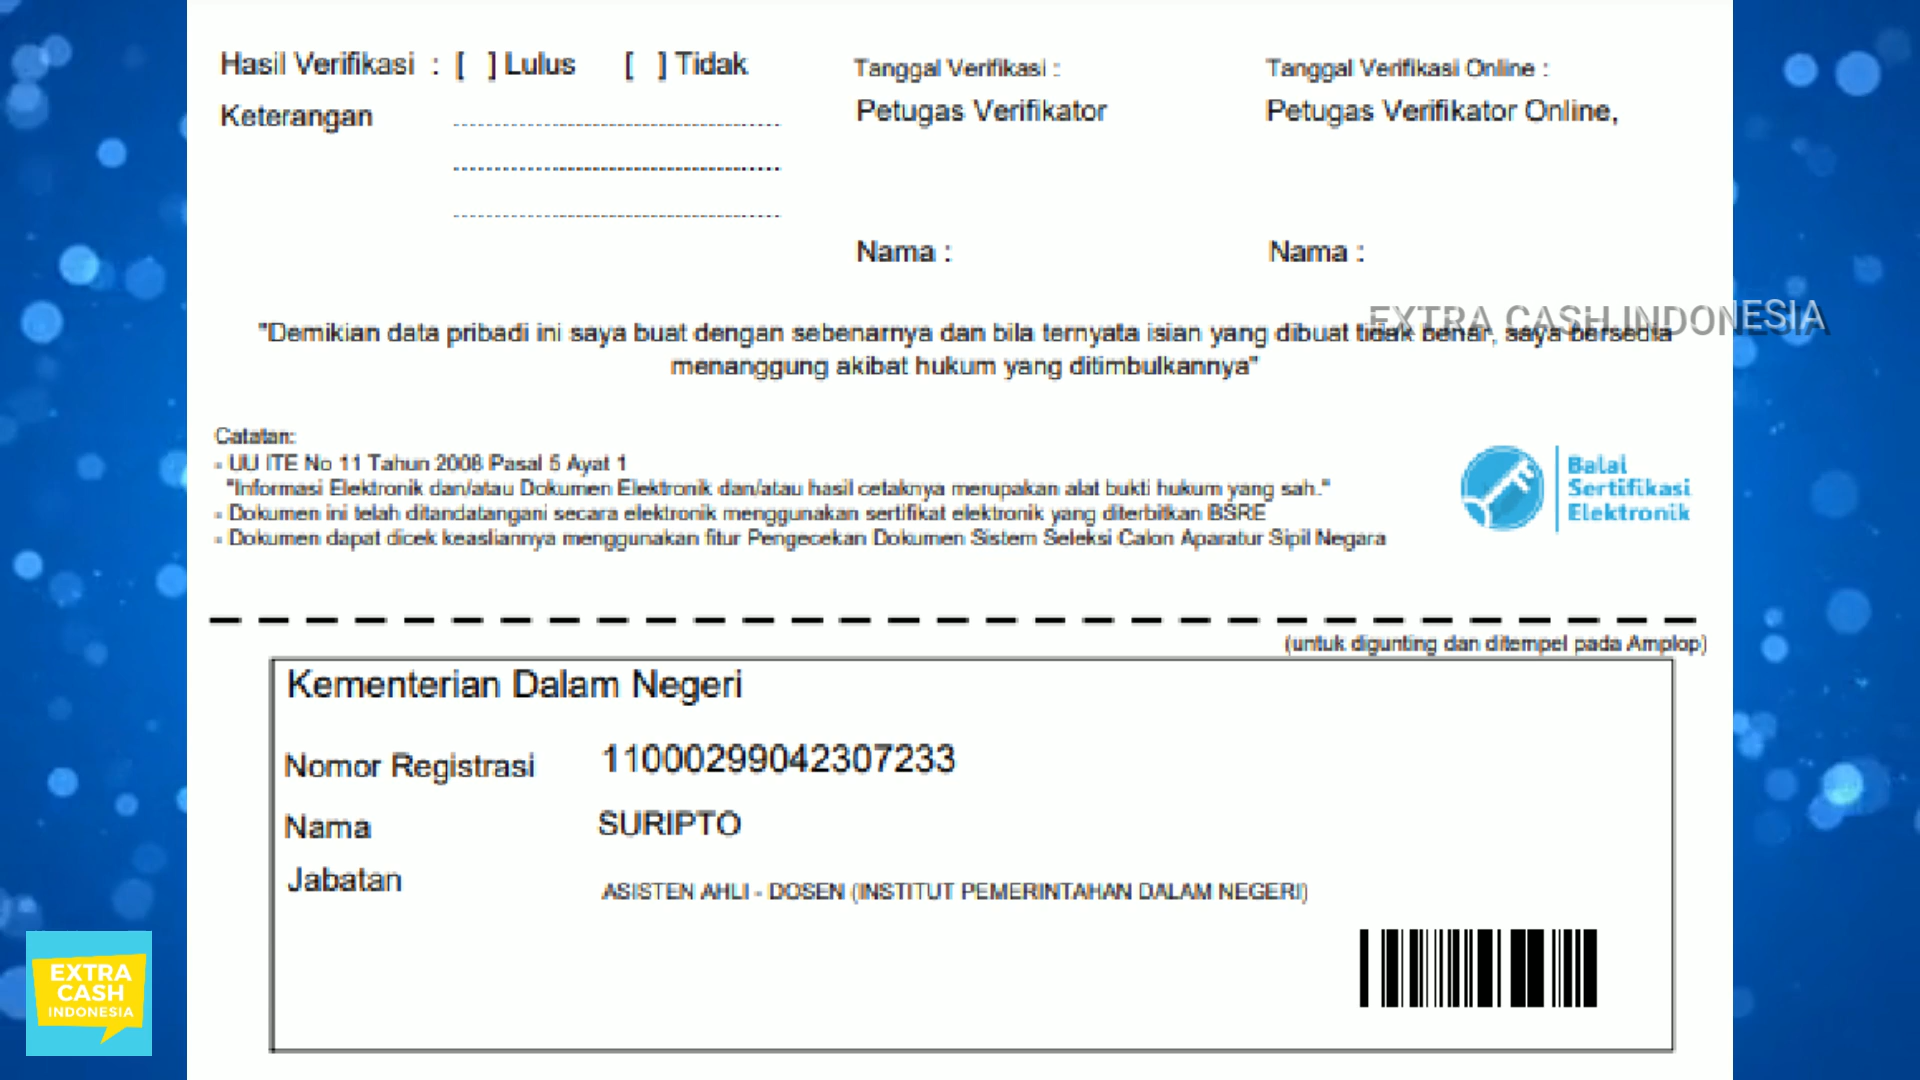 Hasil Verifikasi : [ ] Lulus [ ] Tidak
Keterangan
Tanggal Verifikasi :
Petugas Verifikator
Nama :
Tanggal Verifikasi Online :
Petugas Verifikator Online,
Nama :
EXTRA CASH INDONESIA
"Demikian data pribadi ini saya buat dengan sebenarnya dan bila ternyata isian yang dibuat tidak benar, saya bersedia
menanggung akibat hukum yang ditimbulkannya"
Catatan:
- UU ITE No 11 Tahun 2008 Pasal 5 Ayat 1
"Informasi Elektronik dan/atau Dokumen Elektronik dan/atau hasil cetaknya merupakan alat bukti hukum yang sah."
- Dokumen ini telah ditandatangani secara elektronik menggunakan sertifikat elektronik yang diterbitkan BSRE
- Dokumen dapat dicek keasliannya menggunakan fitur Pengecekan Dokumen Sistem Seleksi Calon Aparatur Sipil Negara
Balai
Sertifikasi
Elektronik
(untuk digunting dan ditempel pada Amplop)
Kementerian Dalam Negeri
Nomor Registrasi 11000299042307233
Nama SURIPTO
Jabatan ASISTEN AHLI - DOSEN (INSTITUT PEMERINTAHAN DALAM NEGERI)
EXTRA
CASH
INDONESIA